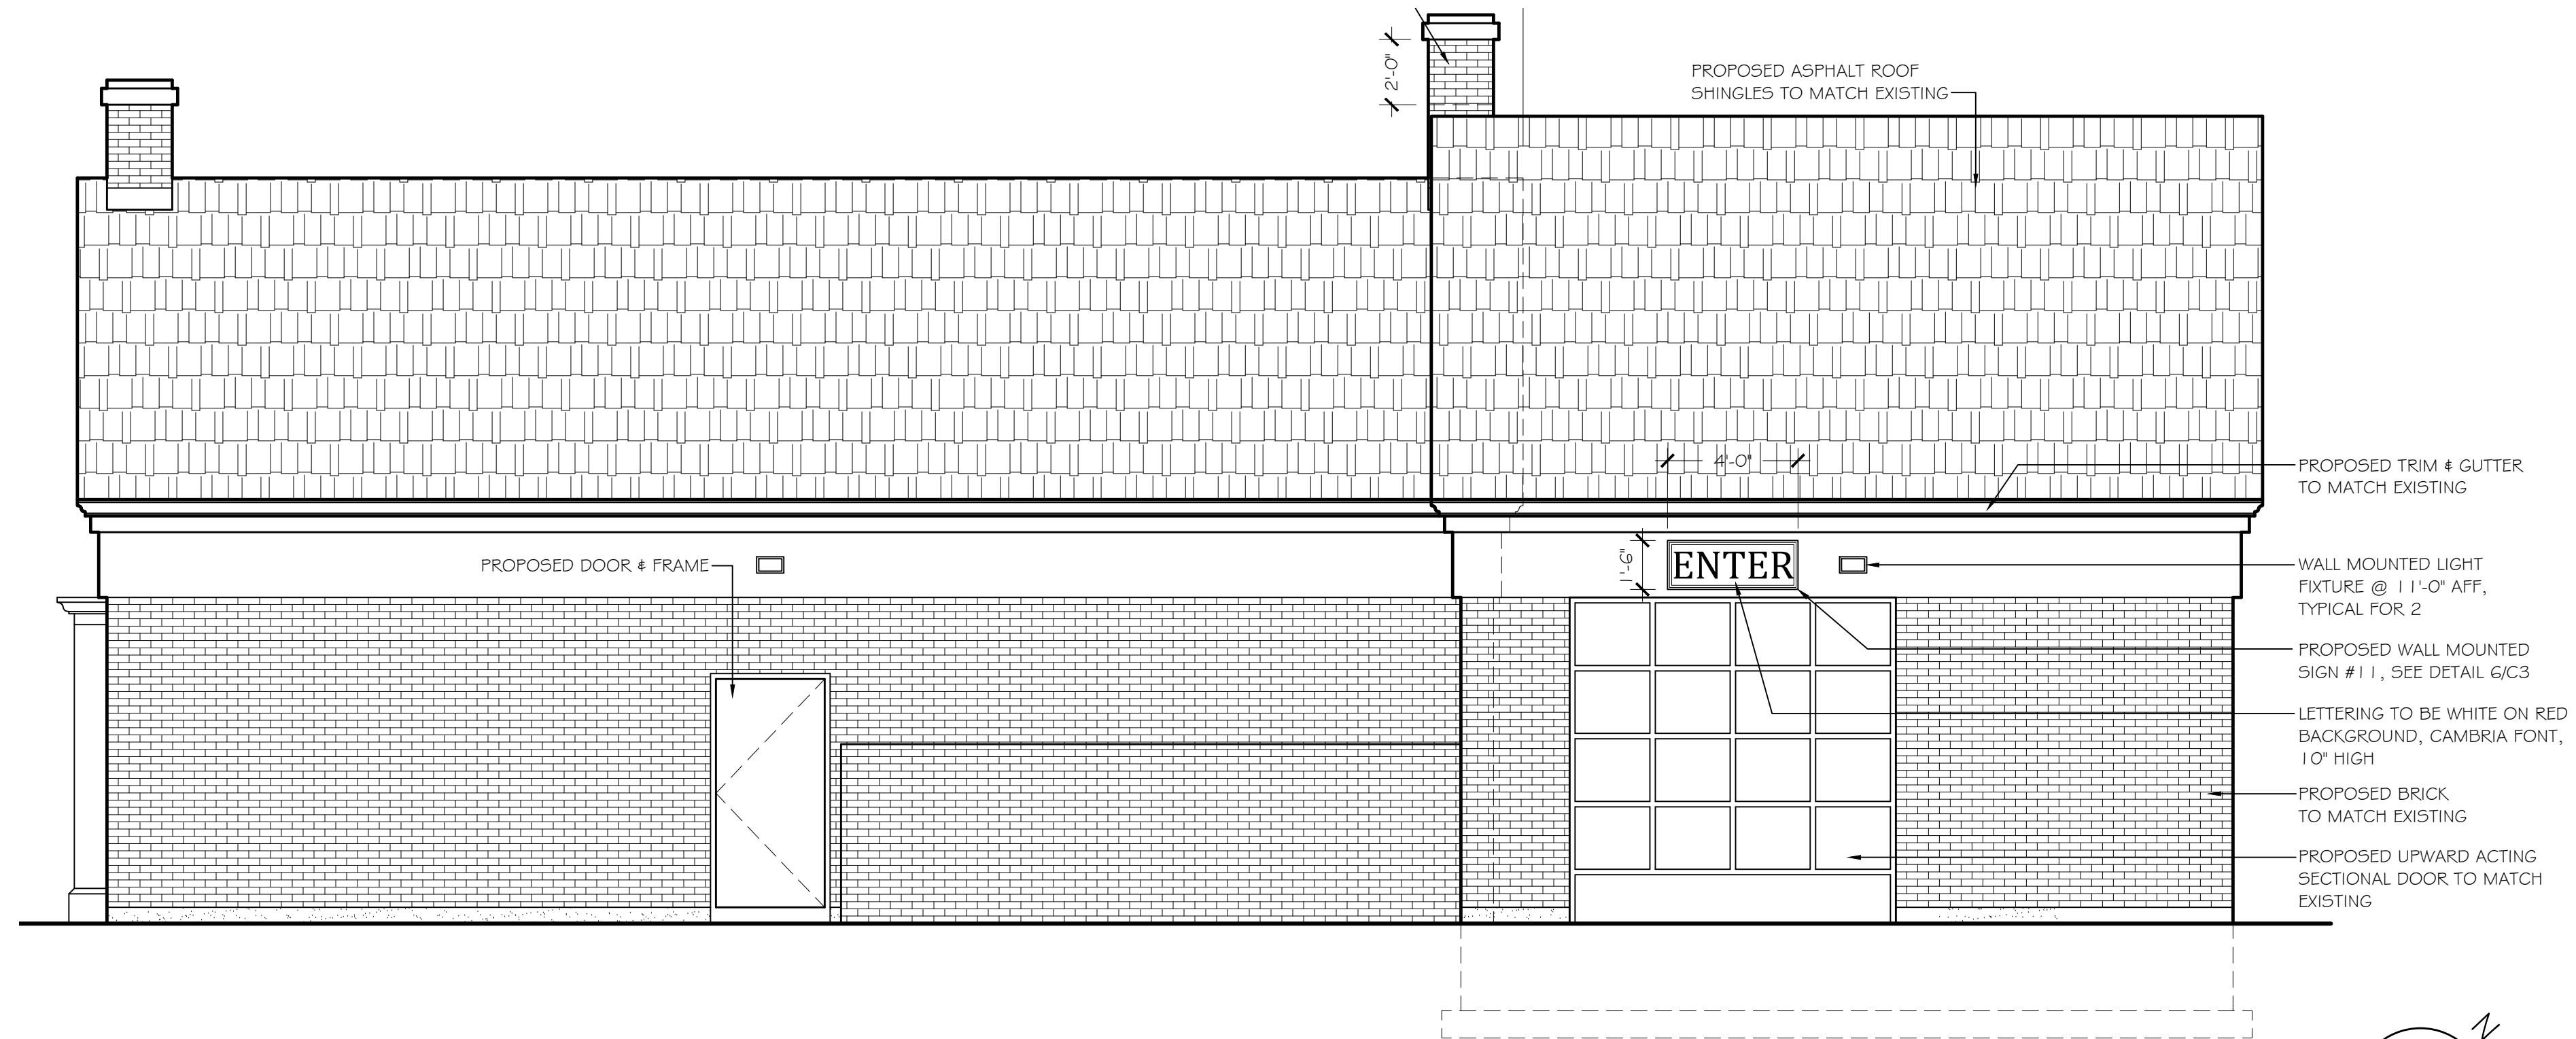 2'-0"
PROPOSED ASPHALT ROOF
SHINGLES TO MATCH EXISTING
4'-0"
PROPOSED TRIM & GUTTER
TO MATCH EXISTING
PROPOSED DOOR & FRAME
1'-6"
ENTER
WALL MOUNTED LIGHT
FIXTURE @ 11'-0" AFF,
TYPICAL FOR 2
PROPOSED WALL MOUNTED
SIGN #11, SEE DETAIL 6/C3
LETTERING TO BE WHITE ON RED
BACKGROUND, CAMBRIA FONT,
10" HIGH
PROPOSED BRICK
TO MATCH EXISTING
PROPOSED UPWARD ACTING
SECTIONAL DOOR TO MATCH
EXISTING
N